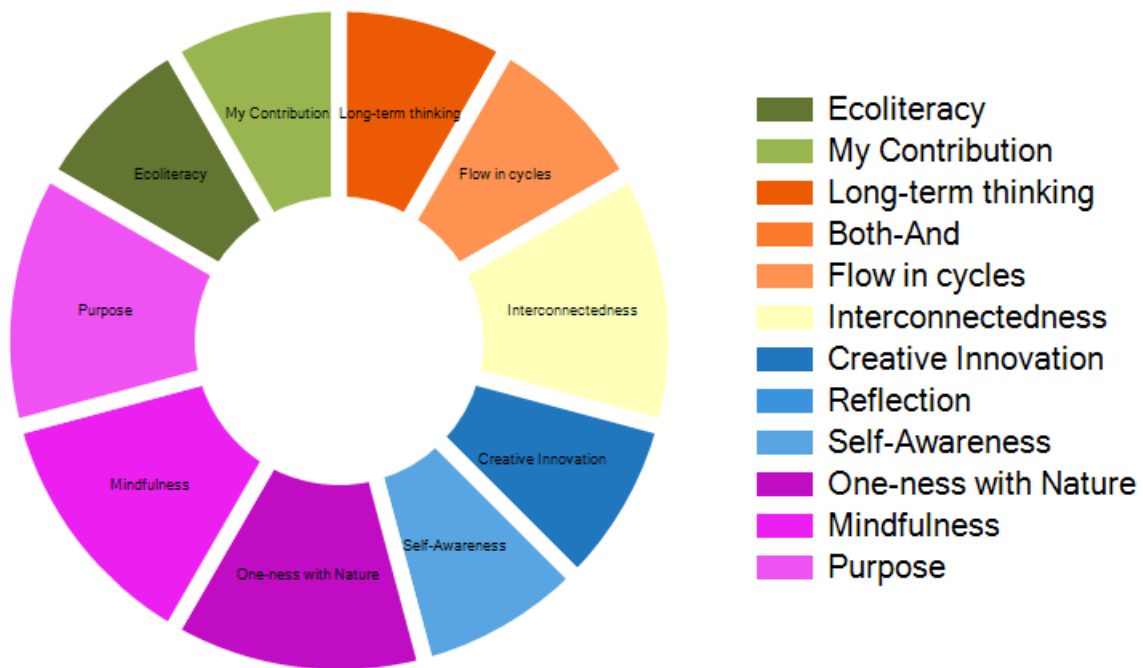 My Contribution
Long-term thinking
Ecoliteracy
Flow in cycles
Purpose
Interconnectedness
Mindfulness
Creative Innovation
Self-Awareness
One-ness with Nature
Ecoliteracy
My Contribution
Long-term thinking
Both-And
Flow in cycles
Interconnectedness
Creative Innovation
Reflection
Self-Awareness
One-ness with Nature
Mindfulness
Purpose